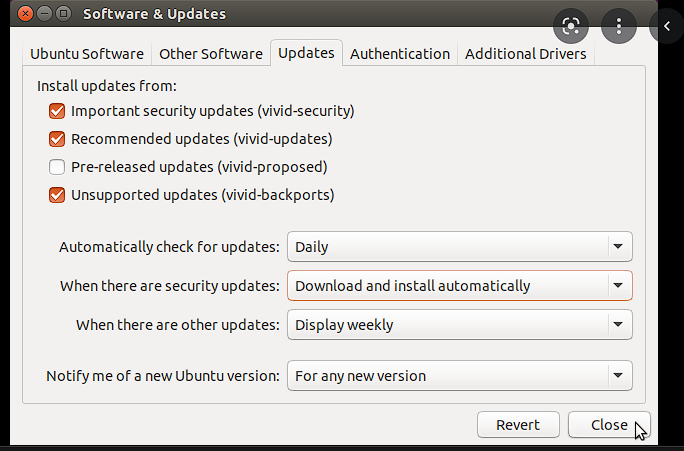 Software & Updates
Ubuntu Software Other Software Updates Authentication Additional Drivers
Install updates from:
Important security updates (vivid-security)
Recommended updates (vivid-updates)
Pre-released updates (vivid-proposed)
Unsupported updates (vivid-backports)
Automatically check for updates: Daily
When there are security updates: Download and install automatically
When there are other updates: Display weekly
Notify me of a new Ubuntu version: For any new version
Revert Close